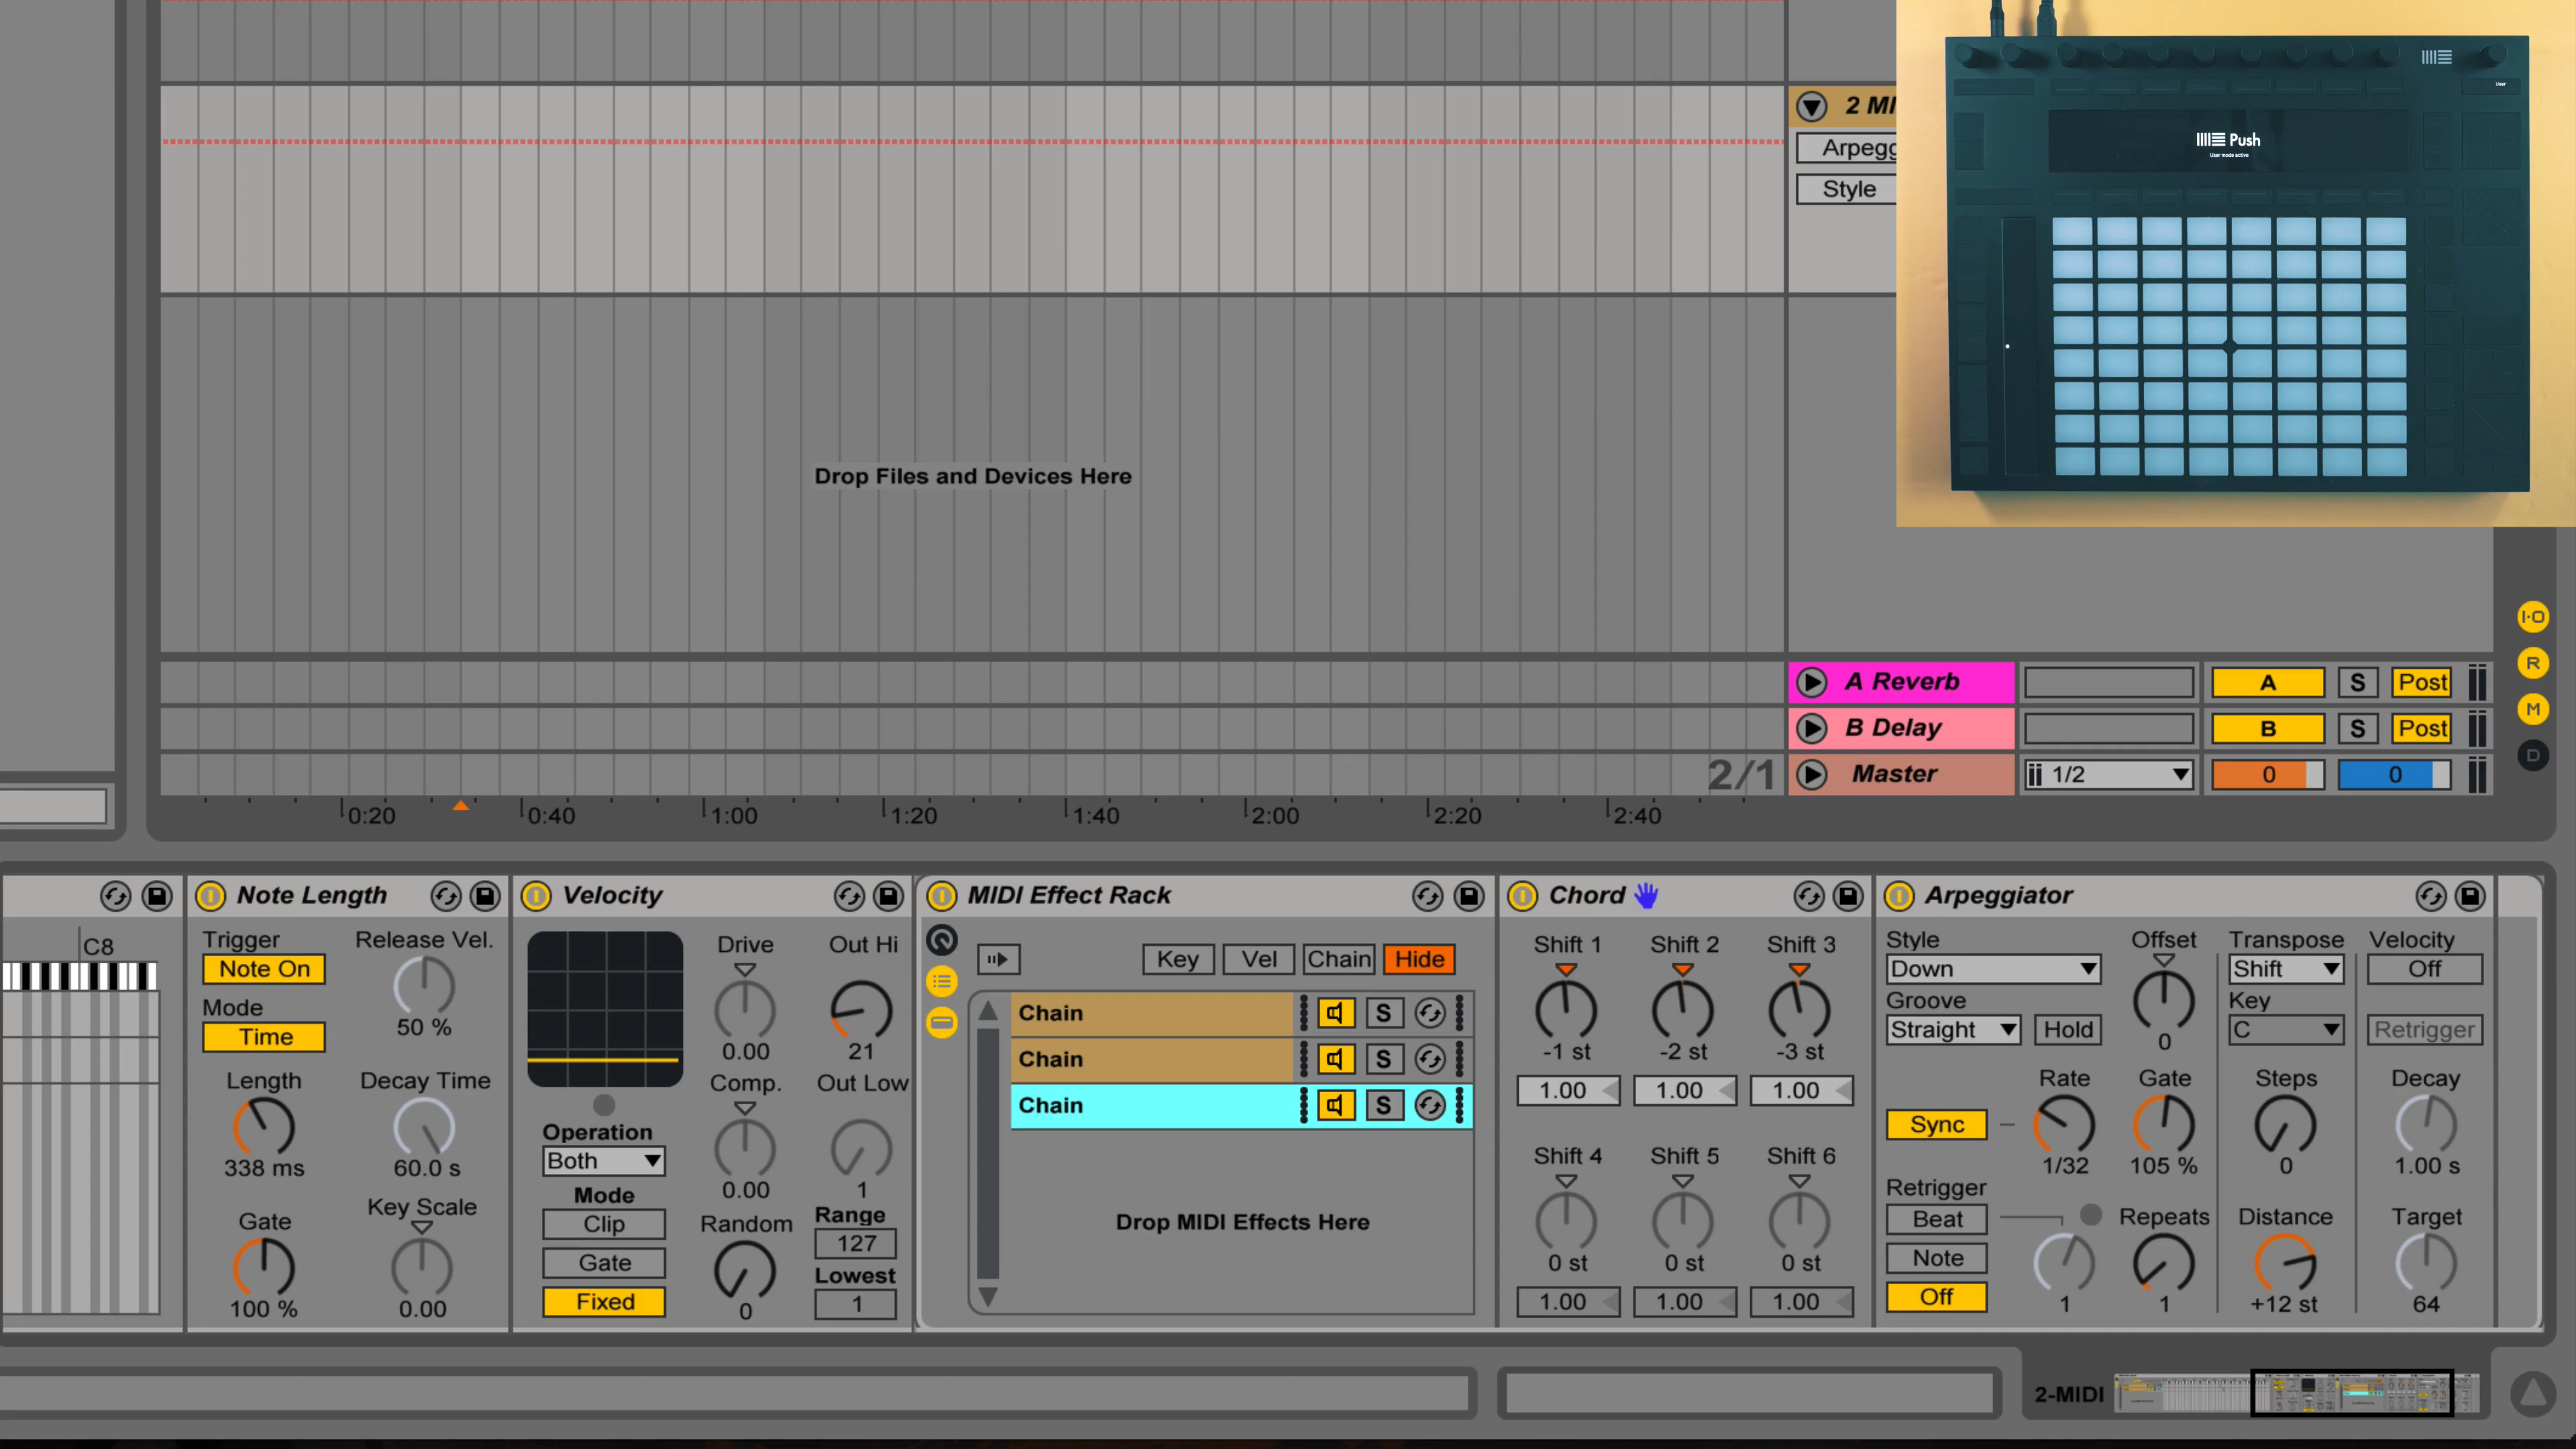 2 MI
Arpegg
Style
User
Push
User mode active
Drop Files and Devices Here
I·O
R
M
D
A Reverb
A
S
Post
B Delay
B
S
Post
2/1
Master
1/2
0
0
0:20
0:40
1:00
1:20
1:40
2:00
2:20
2:40
C8
Note Length
Trigger
Note On
Mode
Time
Release Vel.
50 %
Length
338 ms
Decay Time
60.0 s
Gate
100 %
Key Scale
0.00
Velocity
Drive
0.00
Out Hi
21
Comp.
0.00
Out Low
1
Operation
Both
Mode
Clip
Gate
Fixed
Random
0
Range
127
Lowest
1
MIDI Effect Rack
Key
Vel
Chain
Hide
Chain
S
Chain
S
Chain
S
Drop MIDI Effects Here
Chord
Shift 1
Shift 2
Shift 3
-1 st
-2 st
-3 st
1.00
1.00
1.00
Shift 4
Shift 5
Shift 6
0 st
0 st
0 st
1.00
1.00
1.00
Arpeggiator
Style
Down
Groove
Straight
Hold
Offset
0
Transpose
Shift
Key
C
Velocity
Off
Retrigger
Sync
Rate
1/32
Gate
105 %
Steps
0
Decay
1.00 s
Retrigger
Beat
Note
Off
1
Repeats
1
Distance
+12 st
Target
64
2-MIDI